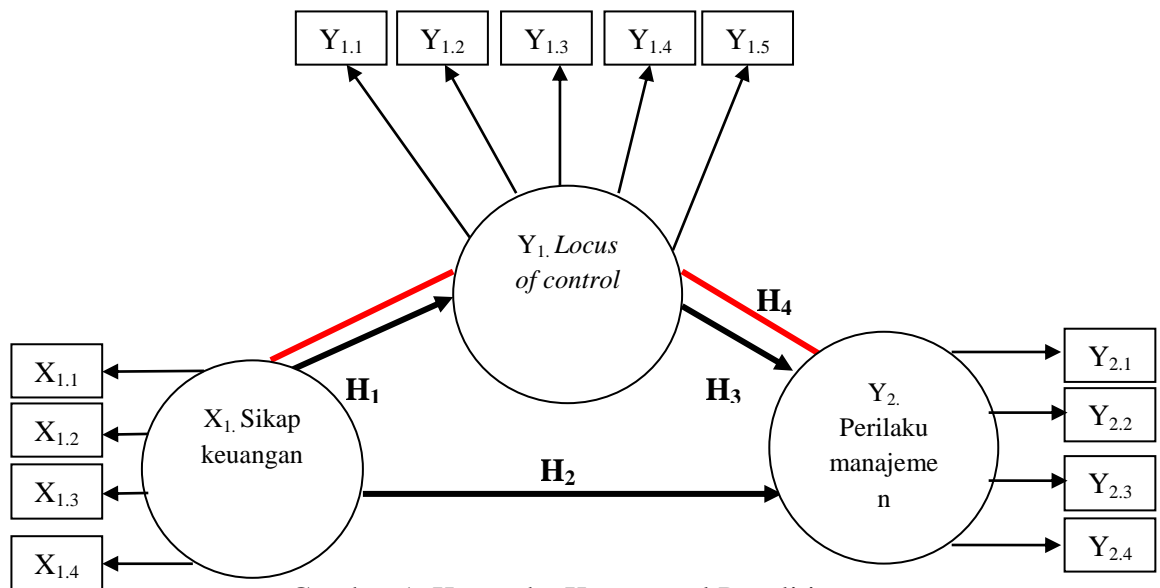 Y1.1
Y1.2
Y1.3
Y1.4
Y1.5
Y1. Locus
of control
H4
H1
H3
X1.1
X1.2
X1.3
X1.4
X1. Sikap
keuangan
H2
Y2.
Perilaku
manajeme
n
Y2.1
Y2.2
Y2.3
Y2.4